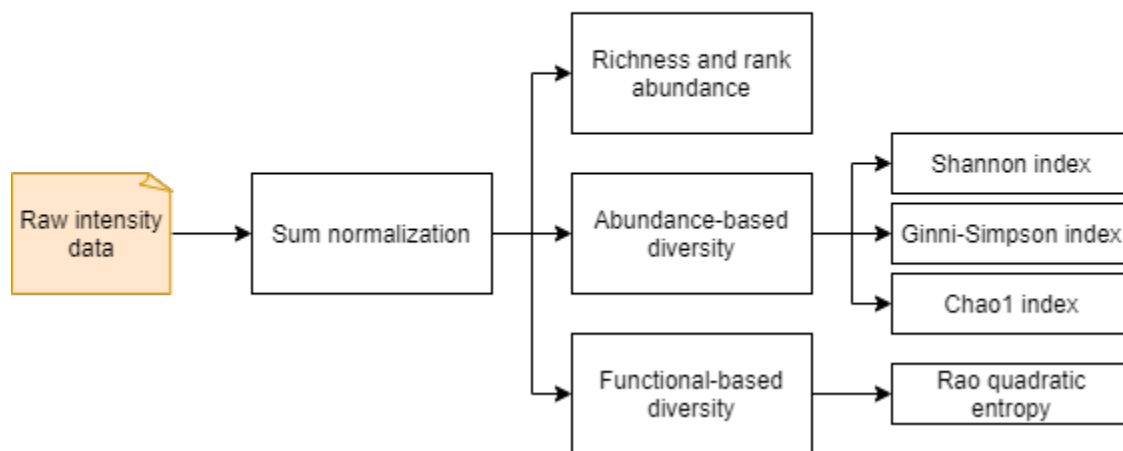 Raw intensity
data
Sum normalization
Richness and rank
abundance
Abundance-based
diversity
Functional-based
diversity
Shannon index
Ginni-Simpson index
Chao1 index
Rao quadratic
entropy